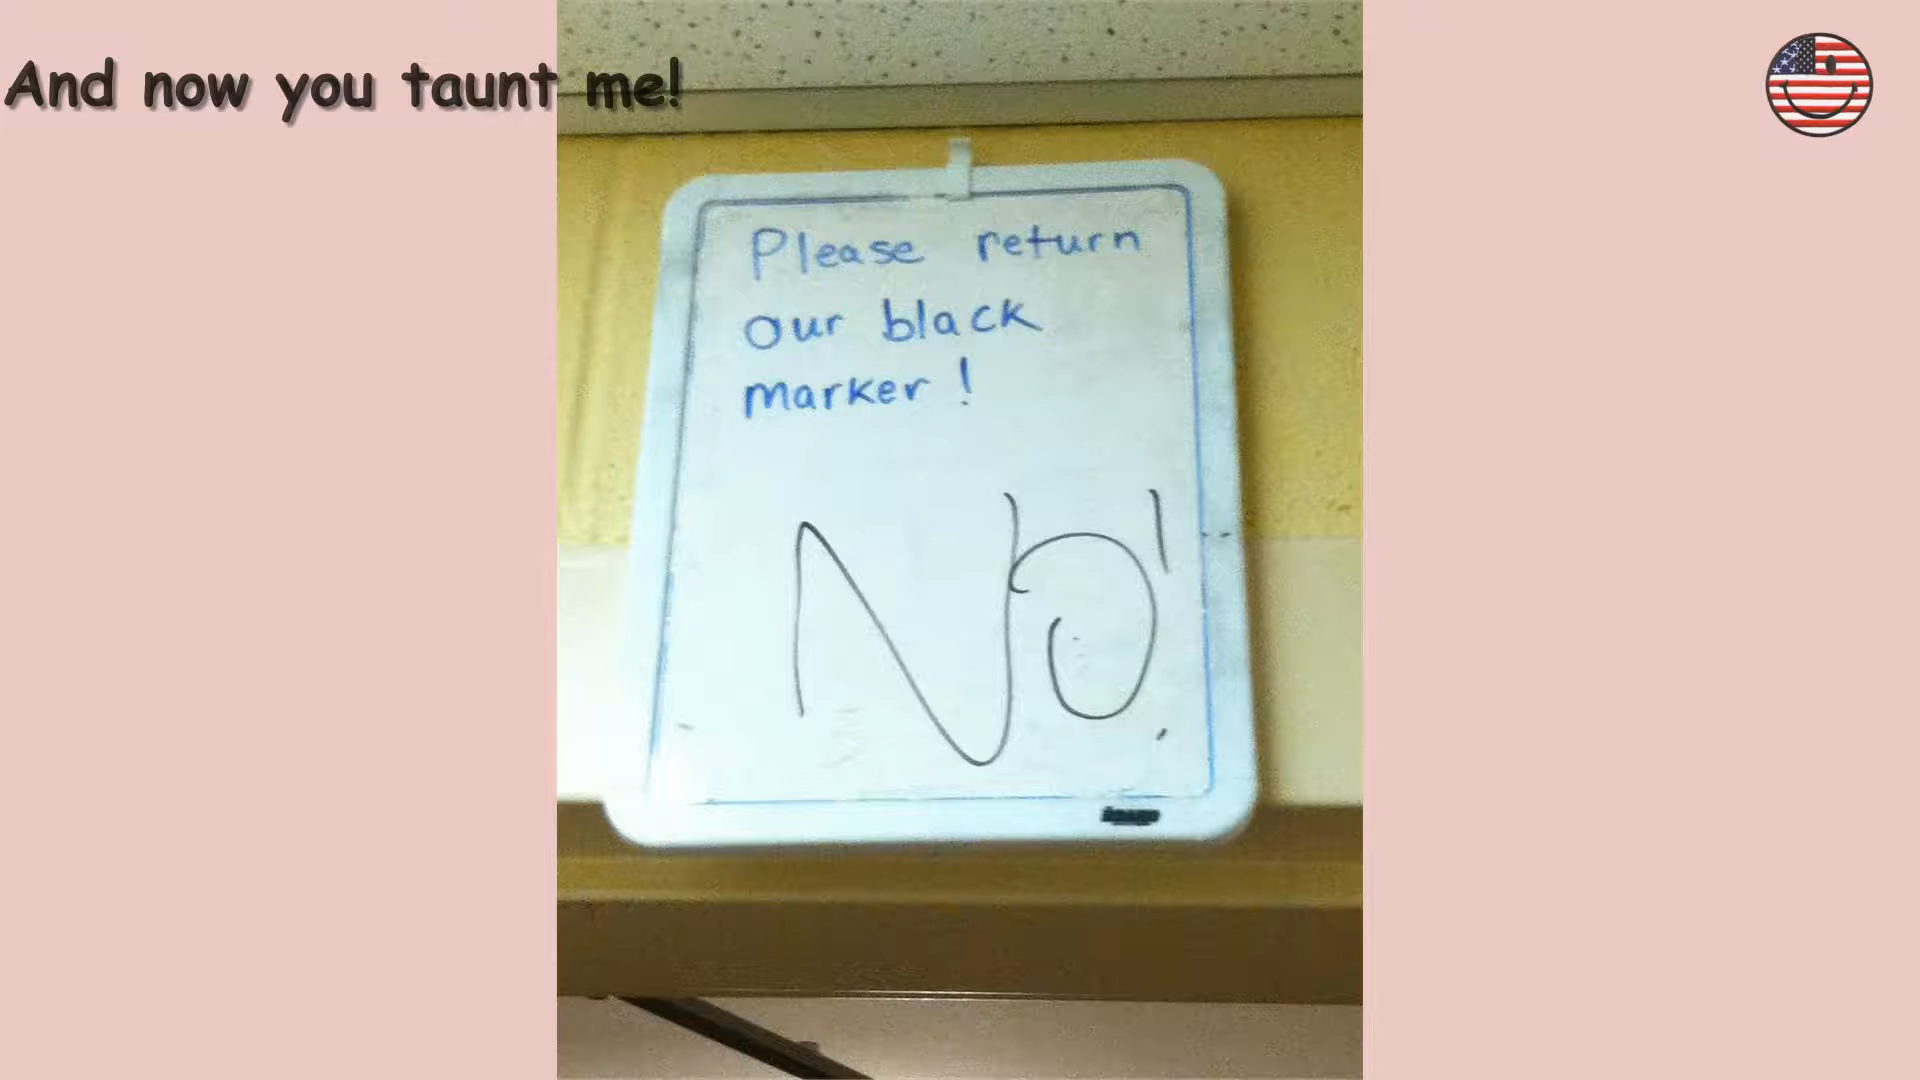 And now you taunt me!
Please return
our black
marker!
NO!